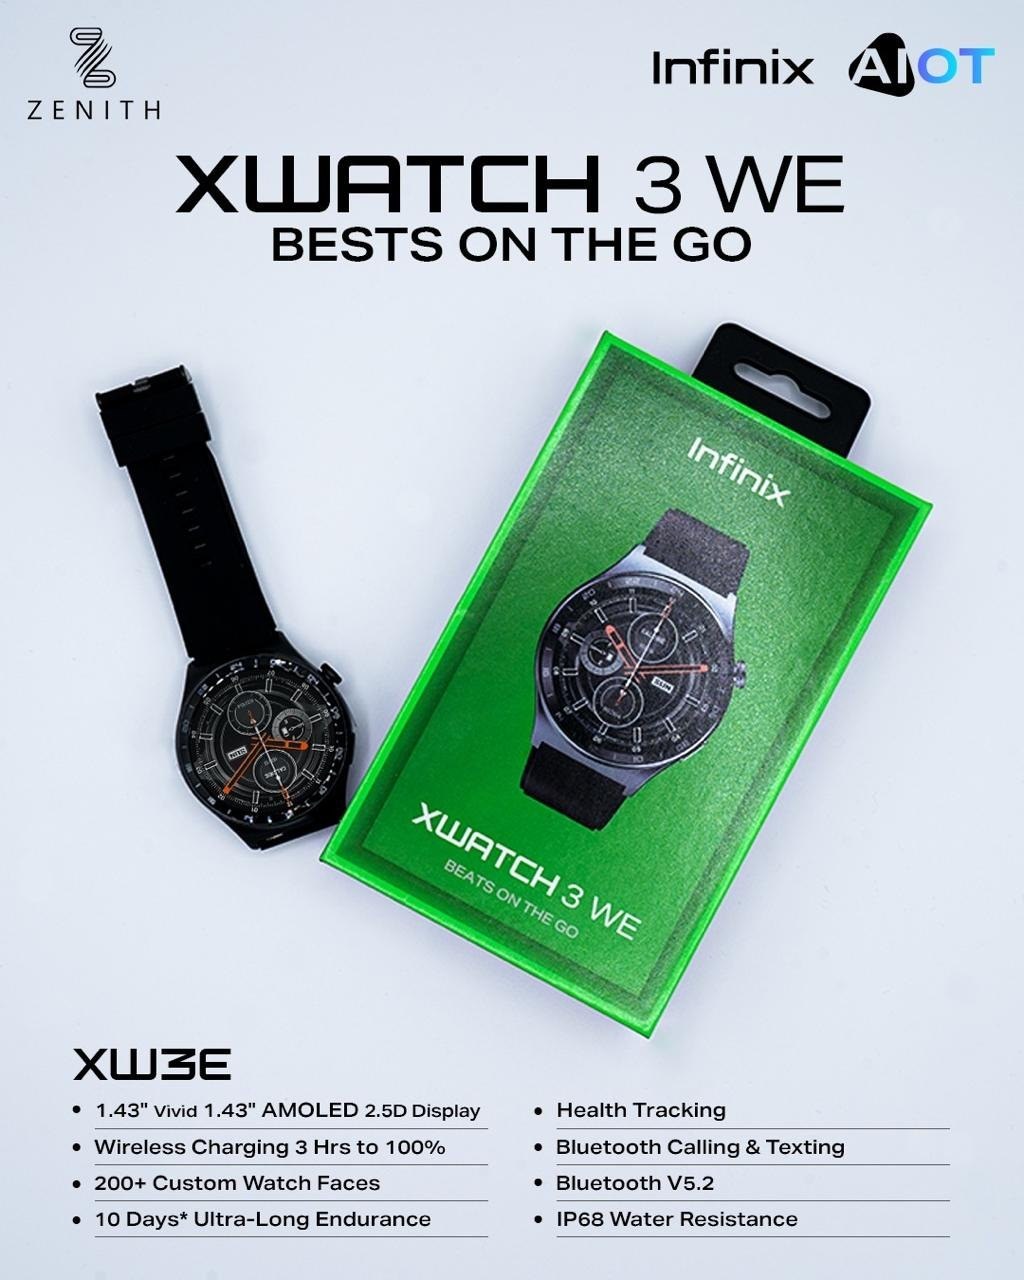 ZENITH
Infinix AIOT
XWATCH 3 WE
BESTS ON THE GO
Infinix
XWATCH 3 WE
BEATS ON THE GO
XW3E
• 1.43" Vivid 1.43" AMOLED 2.5D Display
• Wireless Charging 3 Hrs to 100%
• 200+ Custom Watch Faces
• 10 Days* Ultra-Long Endurance
• Health Tracking
• Bluetooth Calling & Texting
• Bluetooth V5.2
• IP68 Water Resistance